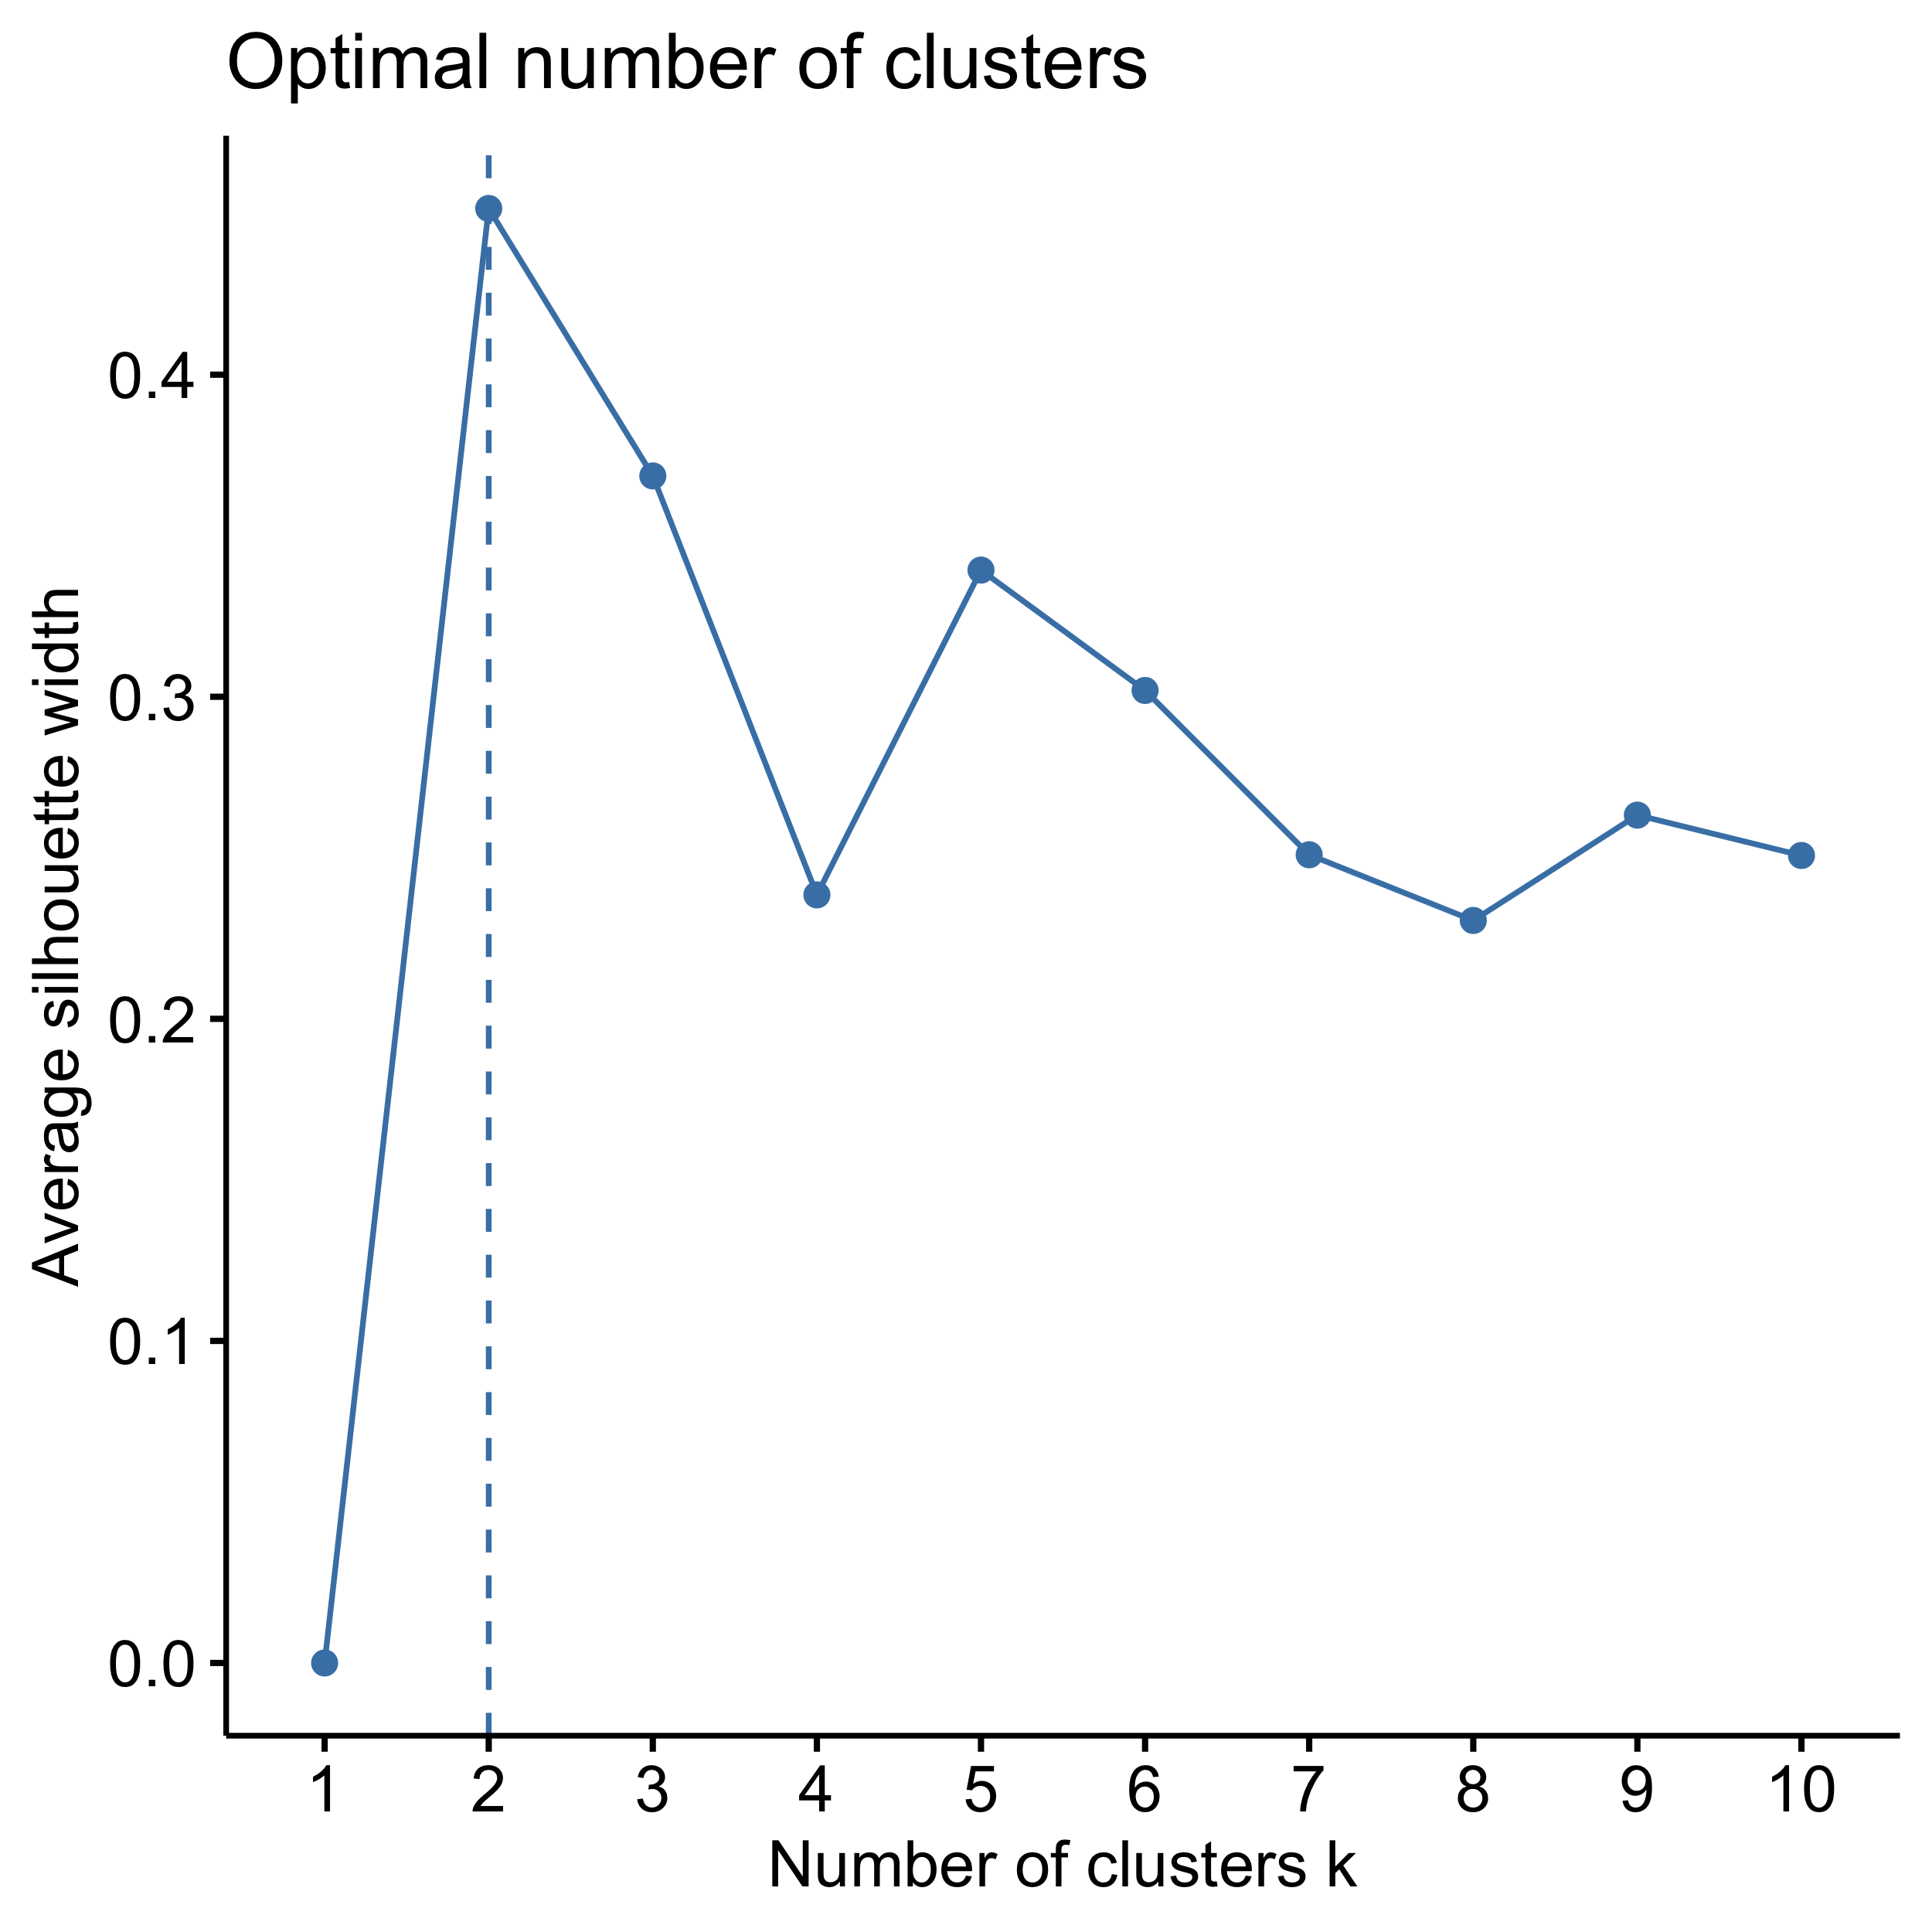 Optimal number of clusters
Average silhouette width
0.4
0.3
0.2
0.1
0.0
1 2 3 4 5 6 7 8 9 10
Number of clusters k